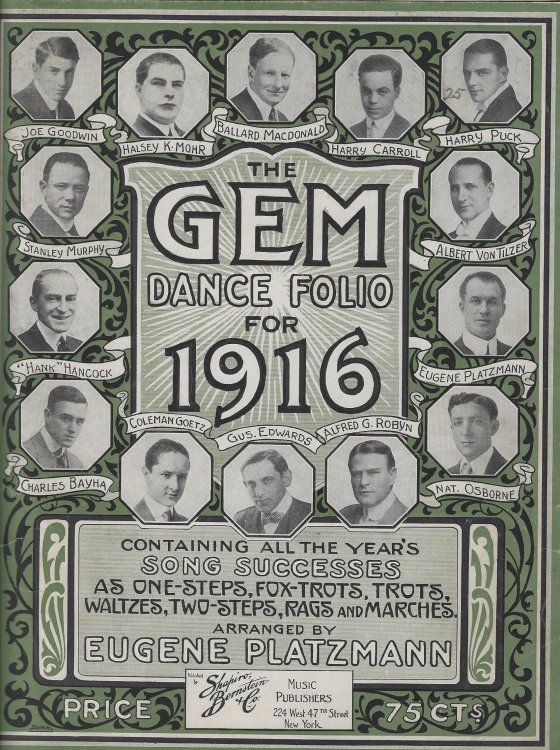 JOE GOODWIN
HALSEY K. MOHR
BALLARD MACDONALD
HARRY CARROLL
25
HARRY PUCK
THE
GEM
DANCE FOLIO
FOR
1916
STANLEY MURPHY
ALBERT VON TILZER
"HANK" HANCOCK
EUGENE PLATZMANN
CHARLES BAYHA
COLEMAN GOETZ
GUS. EDWARDS
ALFRED G. ROBYN
NAT. OSBORNE
CONTAINING ALL THE YEAR'S
SONG SUCCESSES
AS ONE-STEPS, FOX-TROTS, TROTS,
WALTZES, TWO-STEPS, RAGS AND MARCHES.
ARRANGED BY
EUGENE PLATZMANN
PRICE
Published by
Shapiro,
Bernstein
& Co.
MUSIC
PUBLISHERS
224 West 47TH Street
New York.
75 CTS.